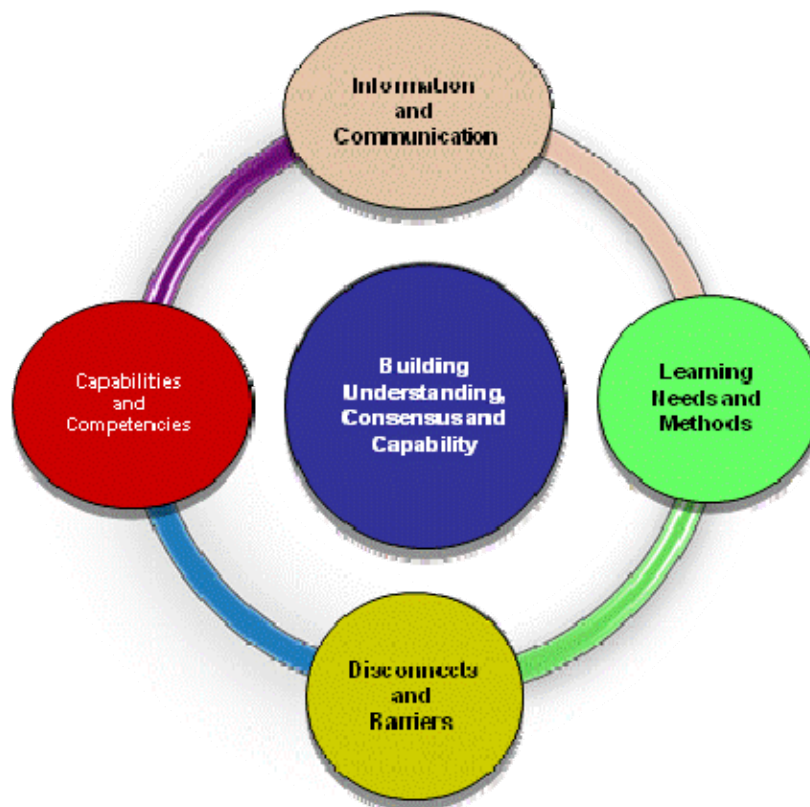 Information
and
Communication
Building
Understanding,
Consensus and
Capability
Learning
Needs and
Methods
Capabilities
and
Competencies
Disconnects
and
Barriers